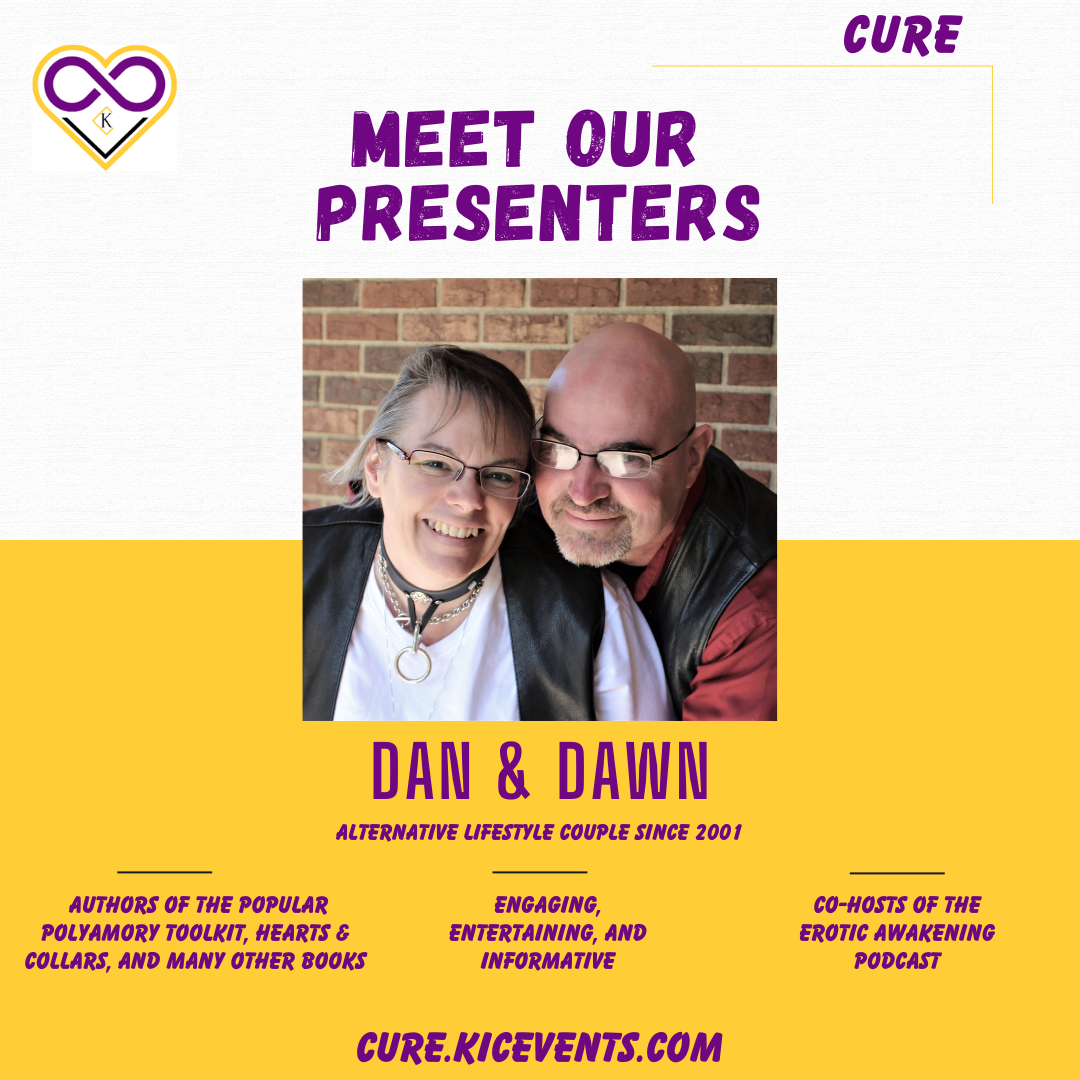 CURE
K
MEET OUR
PRESENTERS
DAN & DAWN
ALTERNATIVE LIFESTYLE COUPLE SINCE 2001
AUTHORS OF THE POPULAR
POLYAMORY TOOLKIT, HEARTS &
COLLARS, AND MANY OTHER BOOKS
ENGAGING,
ENTERTAINING, AND
INFORMATIVE
CO-HOSTS OF THE
EROTIC AWAKENING
PODCAST
CURE.KICEVENTS.COM